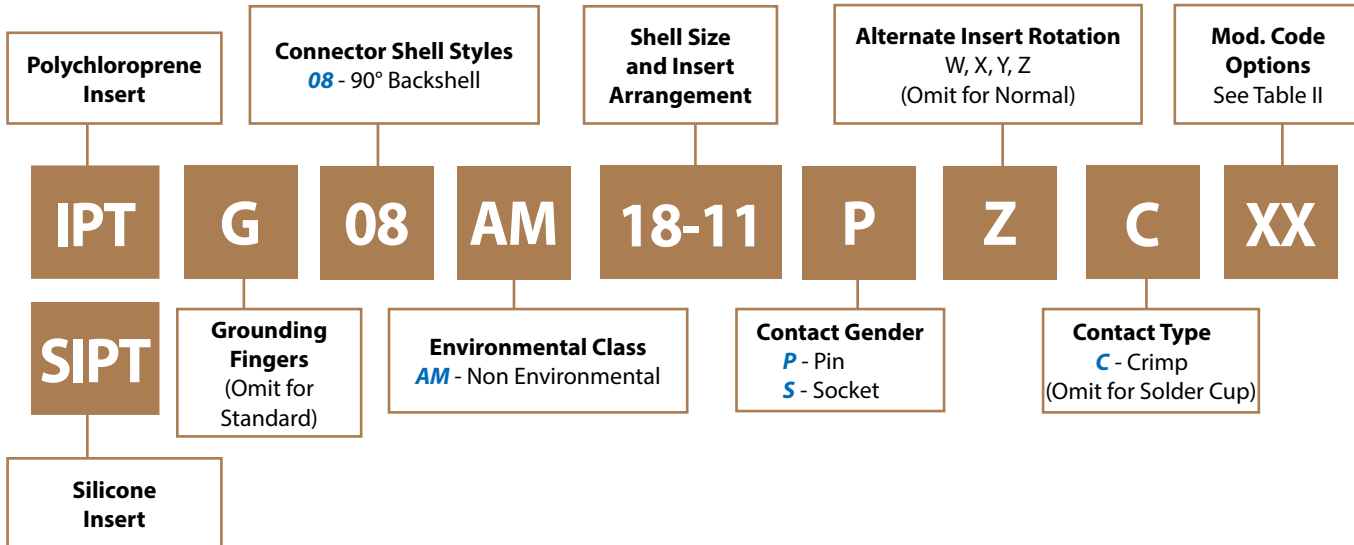 Polychloroprene
Insert
Connector Shell Styles
08 - 90° Backshell
Shell Size
and Insert
Arrangement
Alternate Insert Rotation
W, X, Y, Z
(Omit for Normal)
Mod. Code
Options
See Table II
IPT
G
08
AM
18-11
P
Z
C
XX
SIPT
Grounding
Fingers
(Omit for
Standard)
Environmental Class
AM - Non Environmental
Contact Gender
P - Pin
S - Socket
Contact Type
C - Crimp
(Omit for Solder Cup)
Silicone
Insert